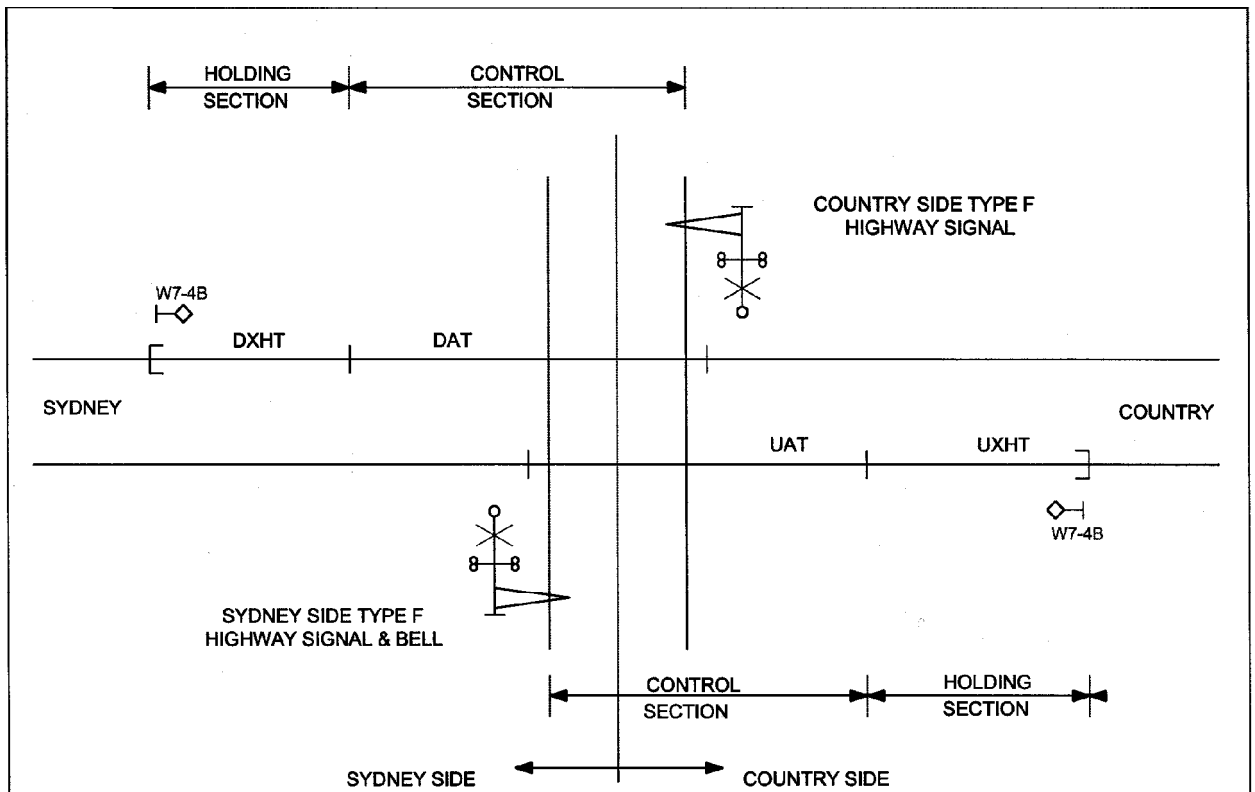 HOLDING
SECTION
CONTROL
SECTION
COUNTRY SIDE TYPE F
HIGHWAY SIGNAL
W7-4B
DXHT
DAT
SYDNEY
COUNTRY
UAT
UXHT
W7-4B
SYDNEY SIDE TYPE F
HIGHWAY SIGNAL & BELL
CONTROL
SECTION
HOLDING
SECTION
SYDNEY SIDE
COUNTRY SIDE